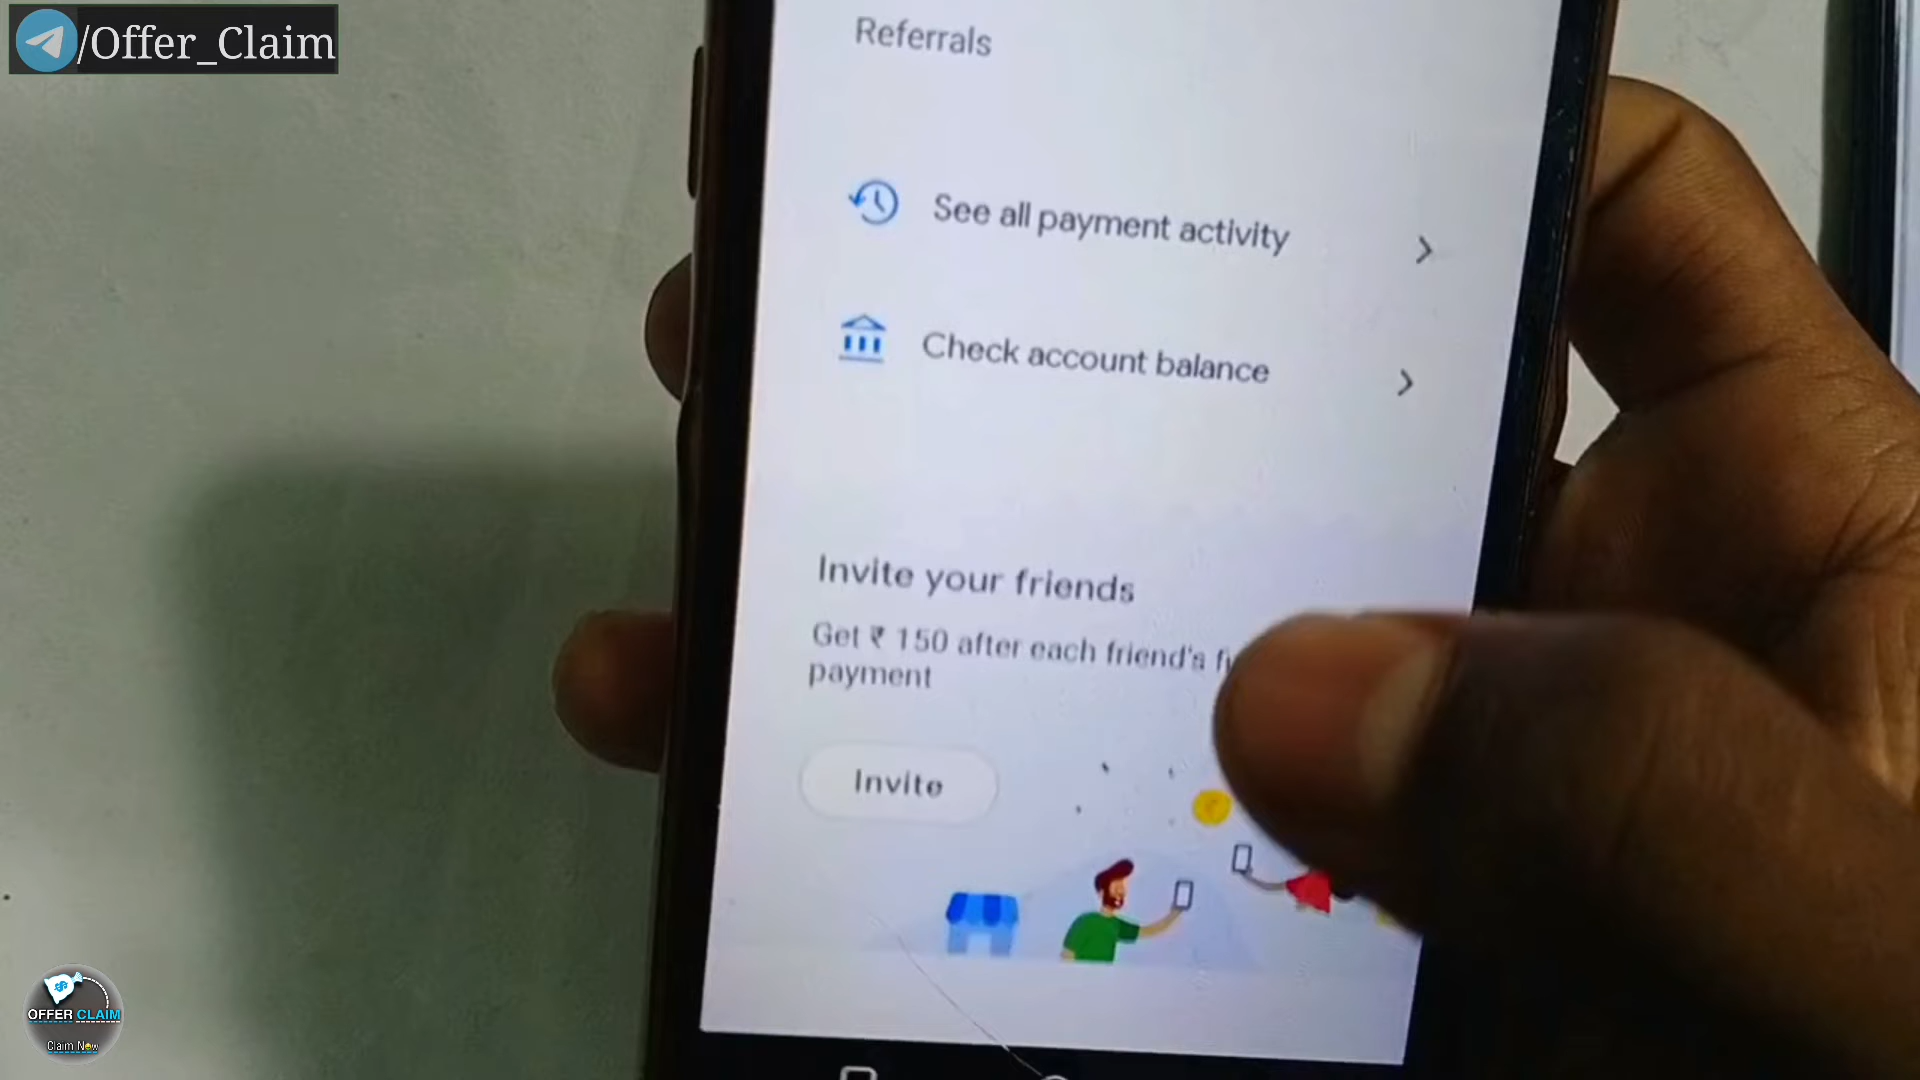 /Offer_Claim
Referrals
See all payment activity
Check account balance
Invite your friends
Get ₹ 150 after each friend's
payment
Invite
OFFER CLAIM
Claim Now